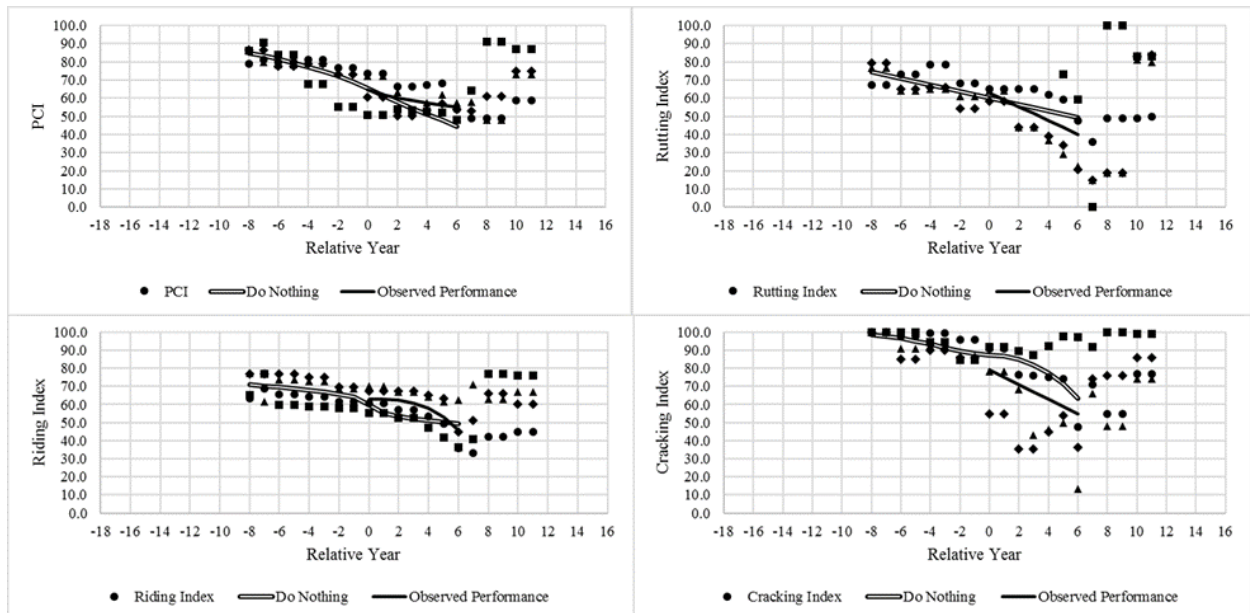 PCI
100.0
90.0
80.0
70.0
60.0
50.0
40.0
30.0
20.0
10.0
0.0
-18 -16 -14 -12 -10 -8 -6 -4 -2 0 2 4 6 8 10 12 14 16
Relative Year
PCI Do Nothing Observed Performance
Rutting Index
100.0
90.0
80.0
70.0
60.0
50.0
40.0
30.0
20.0
10.0
0.0
-18 -16 -14 -12 -10 -8 -6 -4 -2 0 2 4 6 8 10 12 14 16
Relative Year
Rutting Index Do Nothing Observed Performance
Riding Index
100.0
90.0
80.0
70.0
60.0
50.0
40.0
30.0
20.0
10.0
0.0
-18 -16 -14 -12 -10 -8 -6 -4 -2 0 2 4 6 8 10 12 14 16
Relative Year
Riding Index Do Nothing Observed Performance
Cracking Index
100.0
90.0
80.0
70.0
60.0
50.0
40.0
30.0
20.0
10.0
0.0
-18 -16 -14 -12 -10 -8 -6 -4 -2 0 2 4 6 8 10 12 14 16
Relative Year
Cracking Index Do Nothing Observed Performance